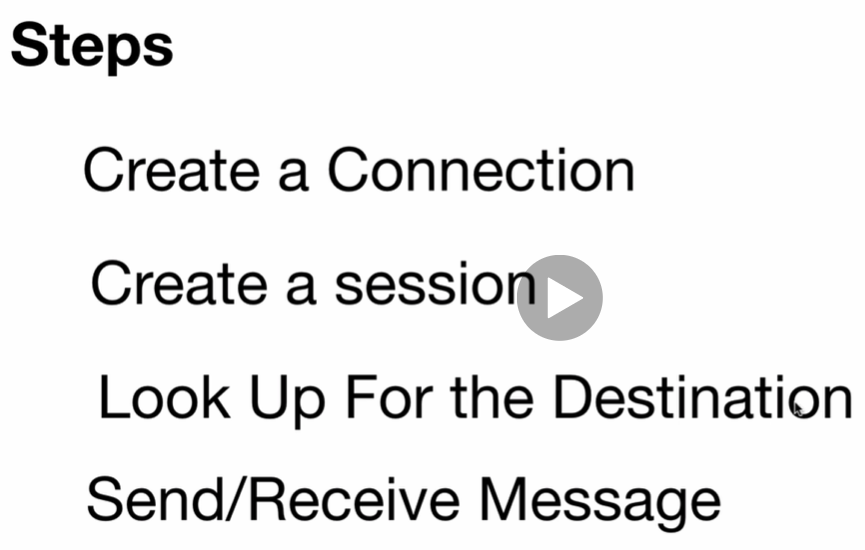 Steps
Create a Connection
Create a session
Look Up For the Destination
Send/Receive Message